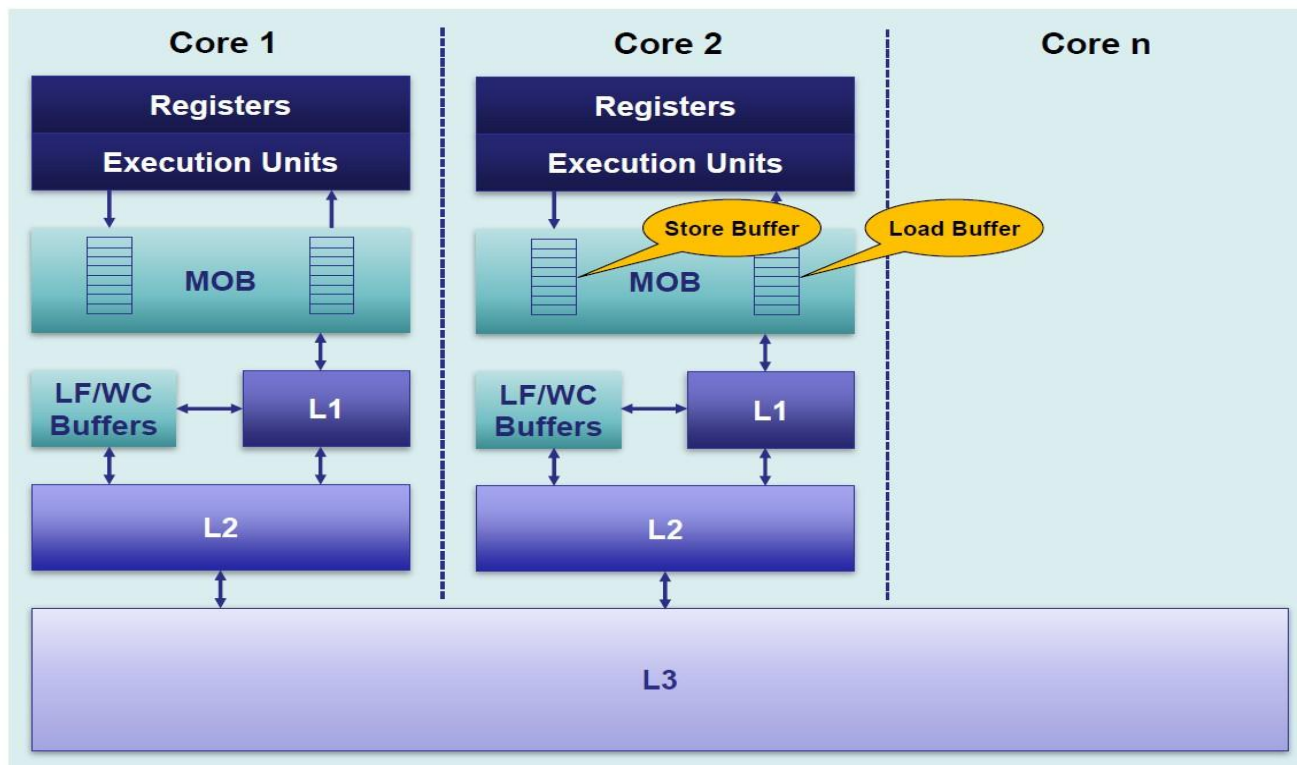 Core 1
Core 2
Core n
Registers
Execution Units
Registers
Execution Units
Store Buffer
Load Buffer
MOB
MOB
LF/WC
Buffers
L1
LF/WC
Buffers
L1
L2
L2
L3